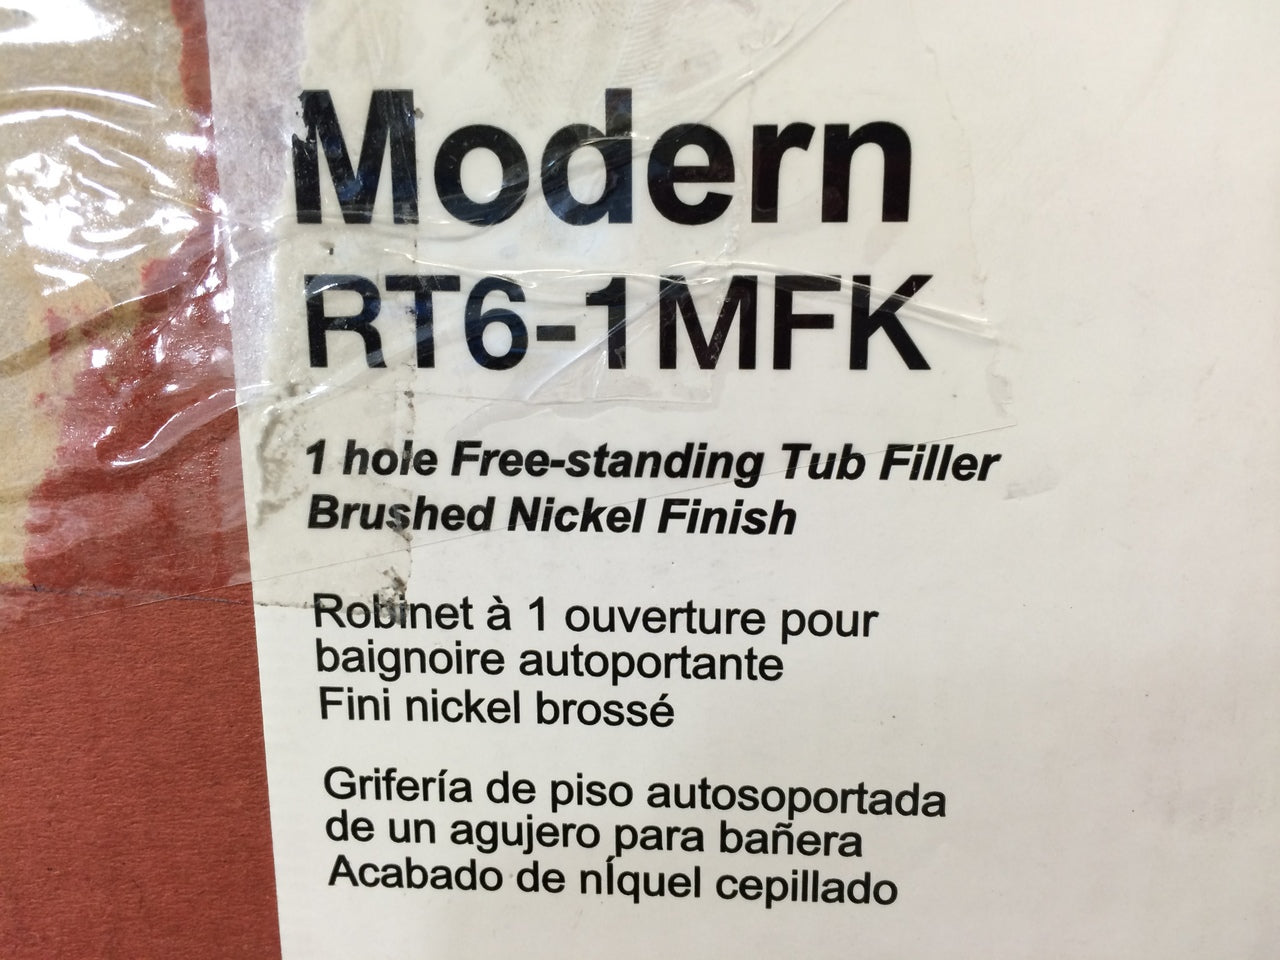 Modern
RT6-1MFK
1 hole Free-standing Tub Filler
Brushed Nickel Finish
Robinet à 1 ouverture pour
baignoire autoportante
Fini nickel brossé
Grifería de piso autosoportada
de un agujero para bañera
Acabado de nÍquel cepillado